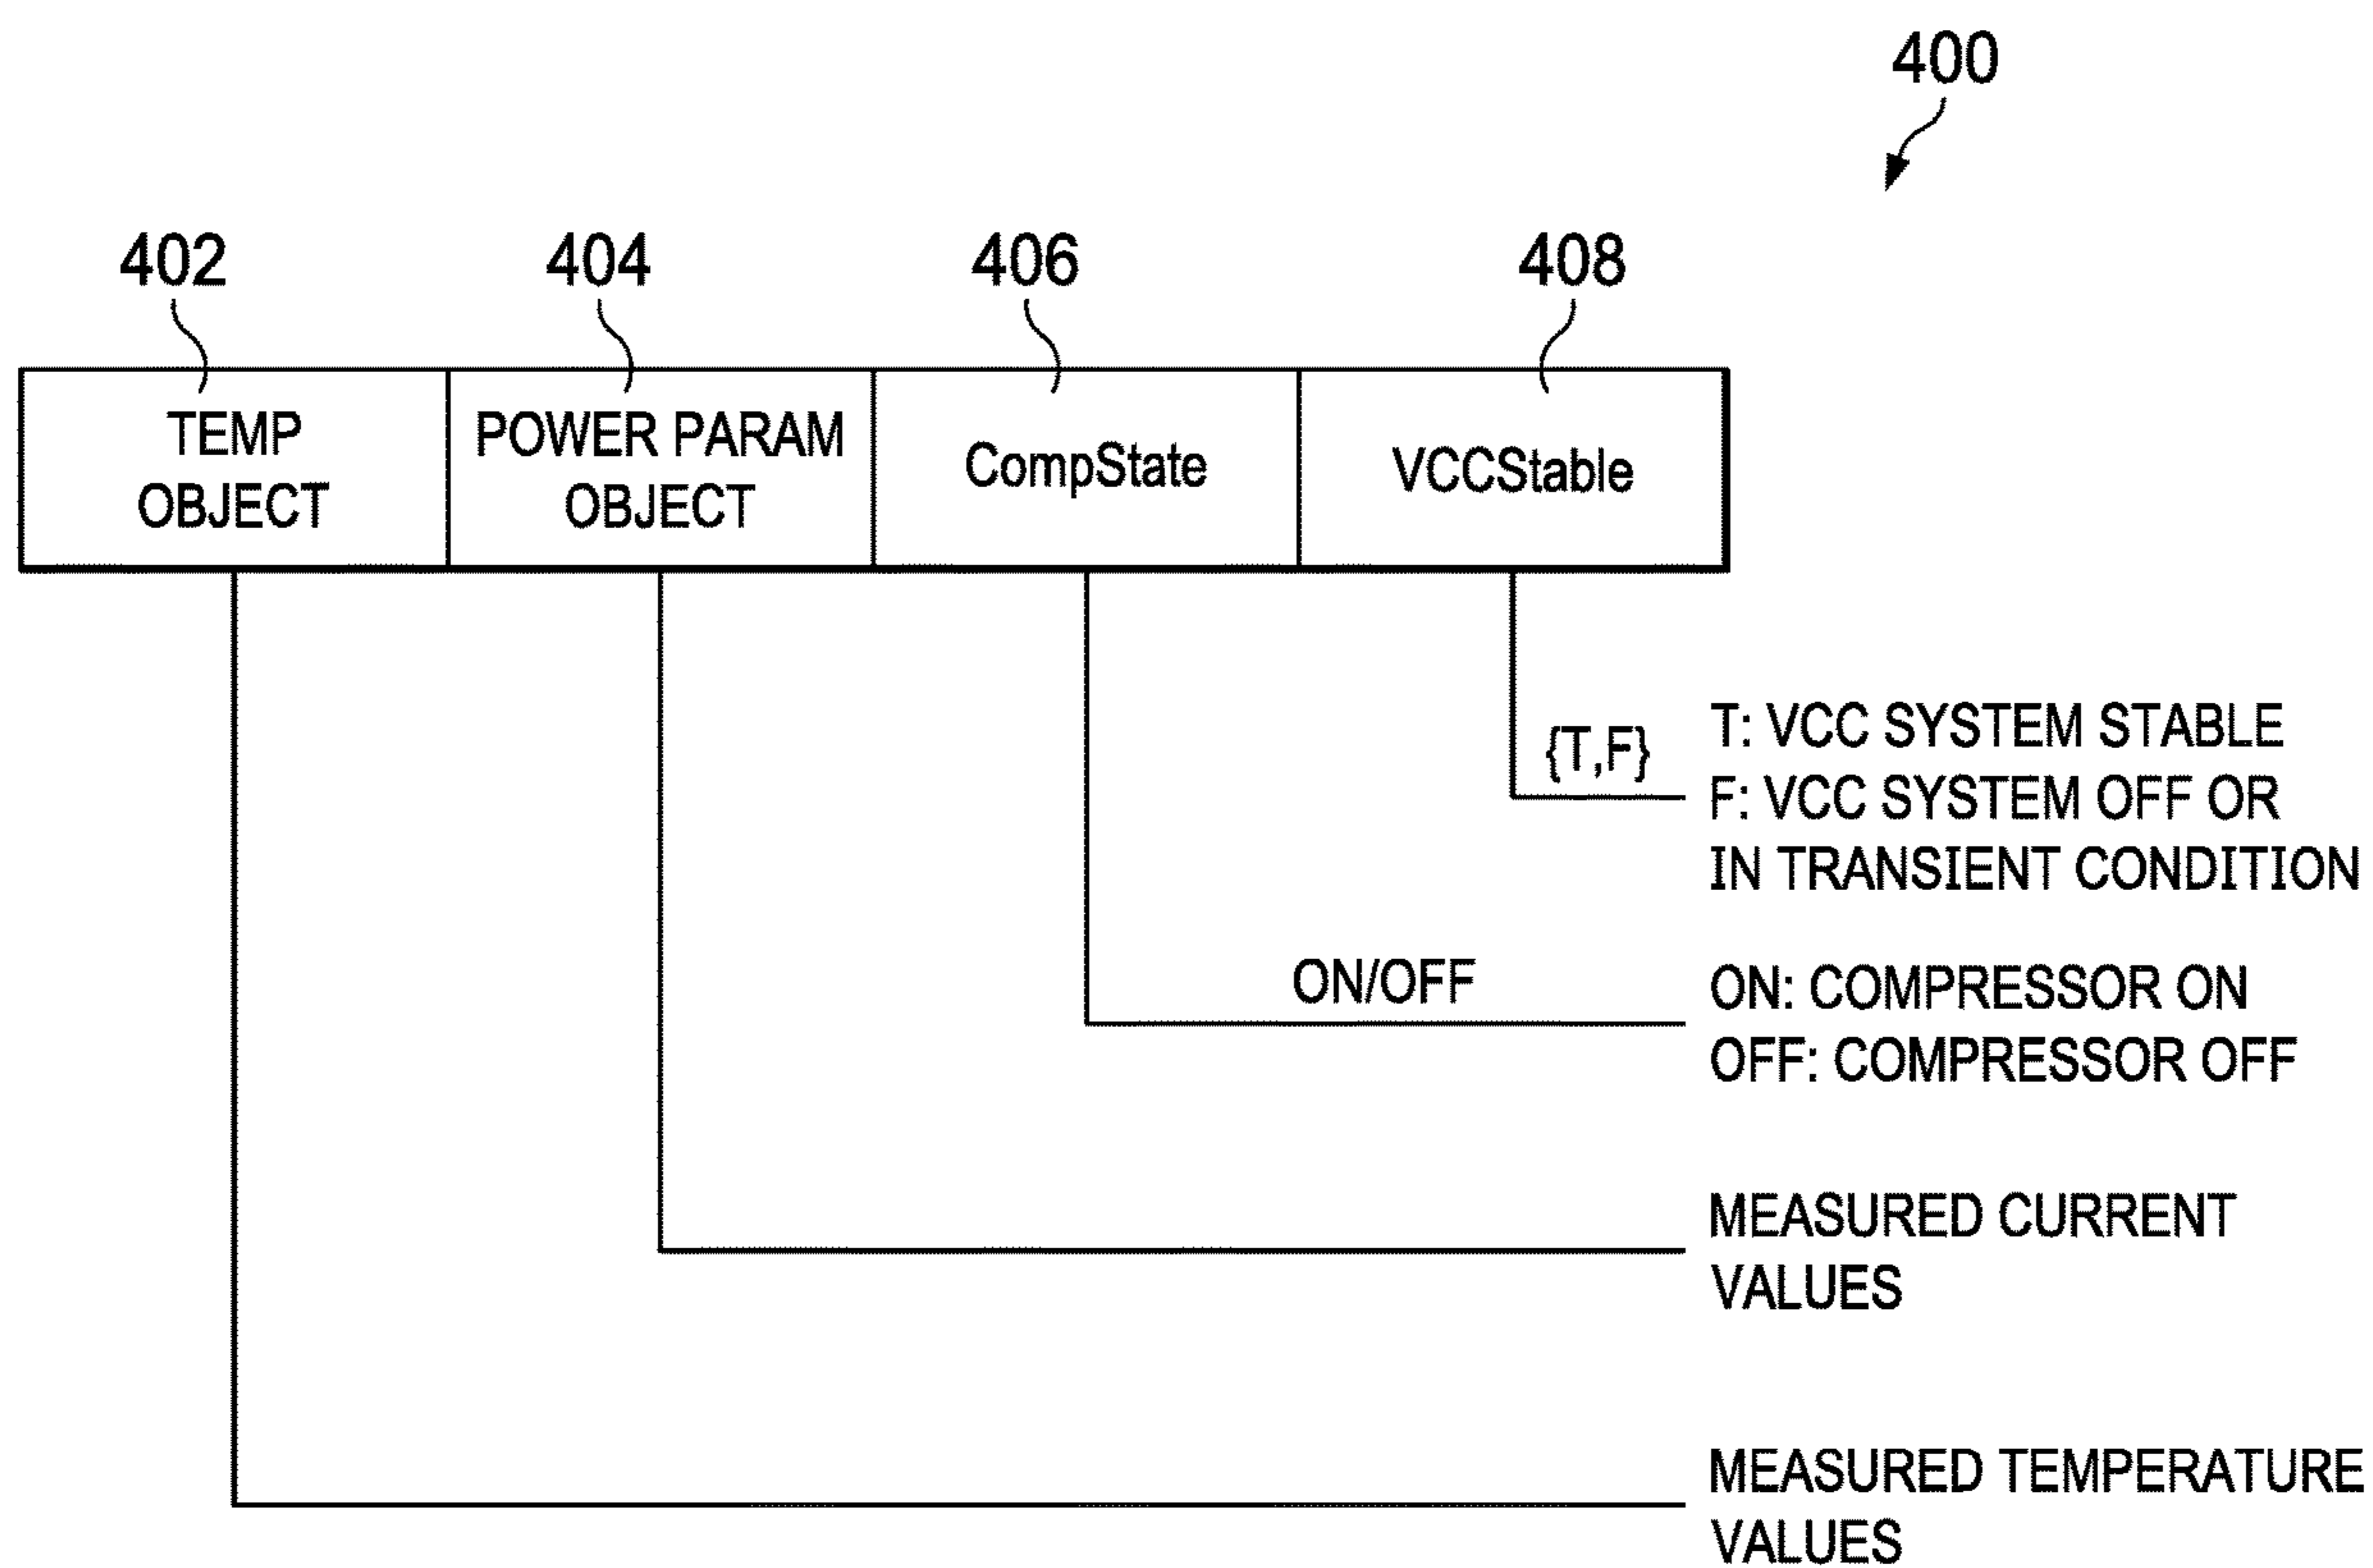 400
402
404
406
408
TEMP
OBJECT
POWER PARAM
OBJECT
CompState
VCCStable
{T,F}
T: VCC SYSTEM STABLE
F: VCC SYSTEM OFF OR
IN TRANSIENT CONDITION
ON/OFF
ON: COMPRESSOR ON
OFF: COMPRESSOR OFF
MEASURED CURRENT
VALUES
MEASURED TEMPERATURE
VALUES